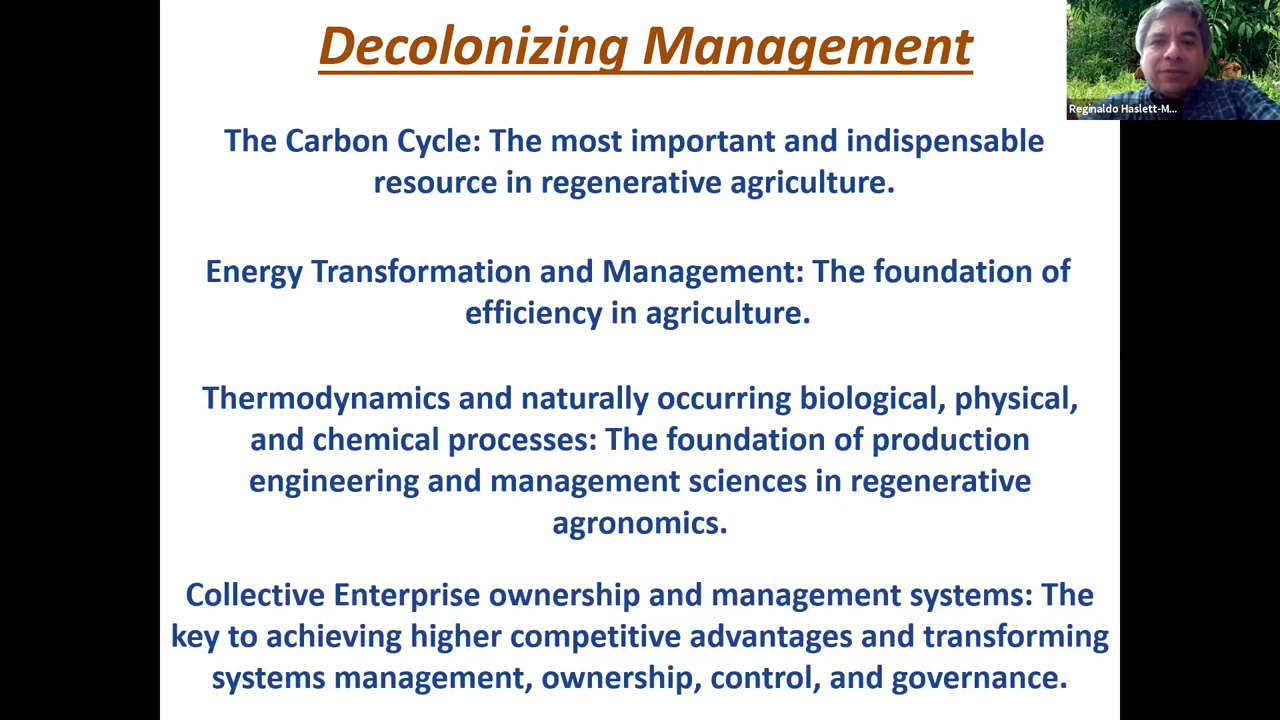 Decolonizing Management
Reginaldo Haslett-M...
The Carbon Cycle: The most important and indispensable
resource in regenerative agriculture.
Energy Transformation and Management: The foundation of
efficiency in agriculture.
Thermodynamics and naturally occurring biological, physical,
and chemical processes: The foundation of production
engineering and management sciences in regenerative
agronomics.
Collective Enterprise ownership and management systems: The
key to achieving higher competitive advantages and transforming
systems management, ownership, control, and governance.